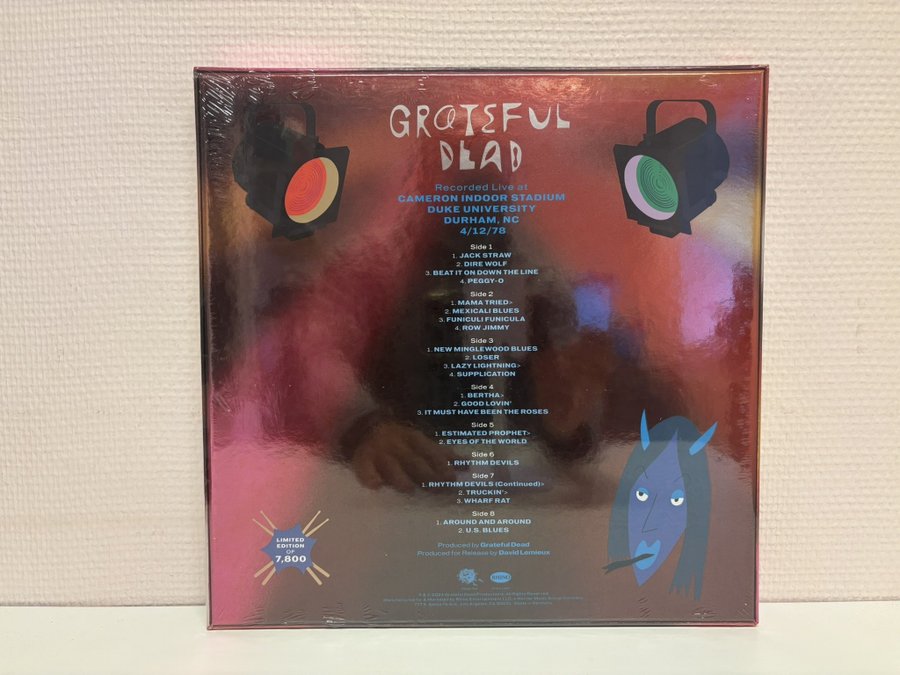 GRATEFUL
DEAD
Recorded Live at
CAMERON INDOOR STADIUM
DUKE UNIVERSITY
DURHAM, NC
4/12/78
Side 1
1. JACK STRAW
2. DIRE WOLF
3. BEAT IT ON DOWN THE LINE
4. PEGGY-O
Side 2
1. MAMA TRIED>
2. MEXICALI BLUES
3. FUNICULI FUNICULA
4. ROW JIMMY
Side 3
1. NEW MINGLEWOOD BLUES
2. LOSER
3. LAZY LIGHTNING>
4. SUPPLICATION
Side 4
1. BERTHA>
2. GOOD LOVIN'
3. IT MUST HAVE BEEN THE ROSES
Side 5
1. ESTIMATED PROPHET>
2. EYES OF THE WORLD
Side 6
1. RHYTHM DEVILS
Side 7
1. RHYTHM DEVILS (Continued)>
2. TRUCKIN'>
3. WHARF RAT
Side 8
1. AROUND AND AROUND
2. U.S. BLUES
Produced by Grateful Dead
Produced for Release by David Lemieux
LIMITED
EDITION
OF
7,800
RHINO